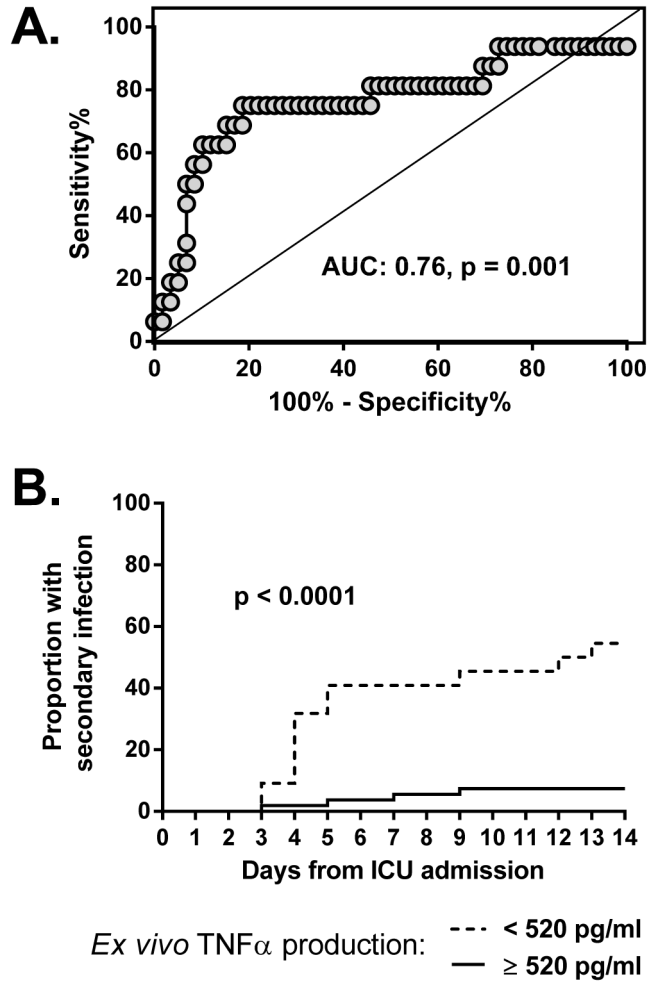 A.
100
80
60
40
20
0
Sensitivity%
AUC: 0.76, p = 0.001
0 20 40 60 80 100
100% - Specificity%
B.
100
80
60
40
20
0
Proportion with
secondary infection
p < 0.0001
0 1 2 3 4 5 6 7 8 9 10 11 12 13 14
Days from ICU admission
Ex vivo TNFα production:
< 520 pg/ml
≥ 520 pg/ml